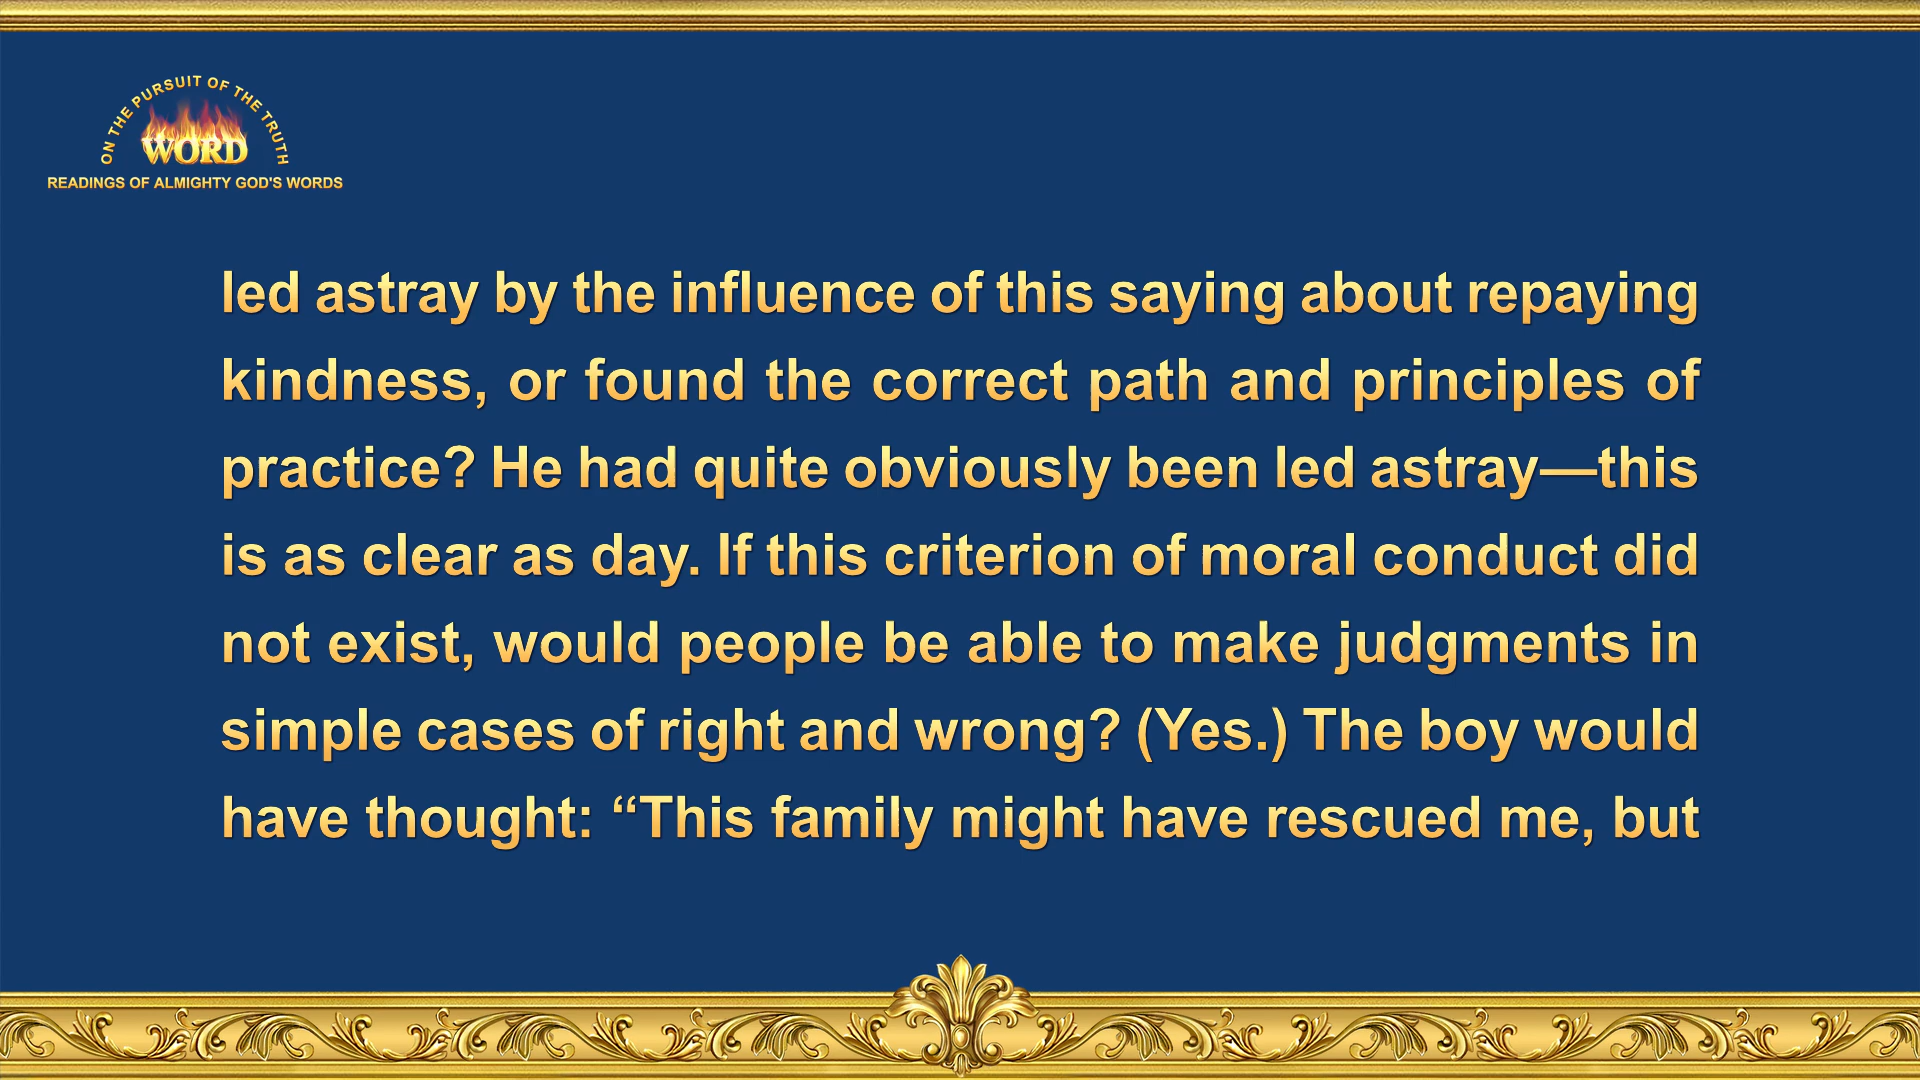 ON THE PURSUIT OF THE TRUTH
WORD
READINGS OF ALMIGHTY GOD'S WORDS
led astray by the influence of this saying about repaying
kindness, or found the correct path and principles of
practice? He had quite obviously been led astray—this
is as clear as day. If this criterion of moral conduct did
not exist, would people be able to make judgments in
simple cases of right and wrong? (Yes.) The boy would
have thought: “This family might have rescued me, but